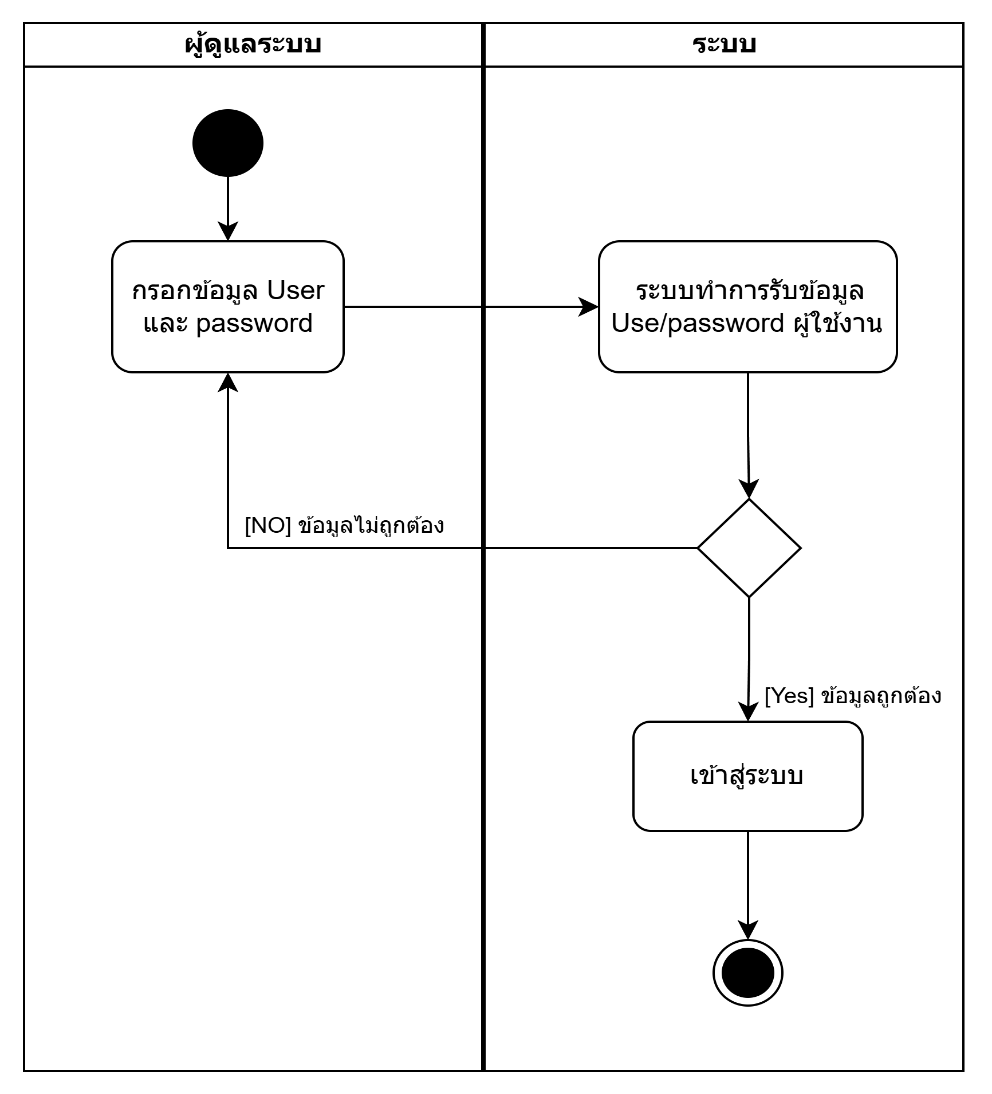 ผู้ดูแลระบบ
ระบบ
กรอกข้อมูล User
และ password
ระบบทำการรับข้อมูล
Use/password ผู้ใช้งาน
[NO] ข้อมูลไม่ถูกต้อง
[Yes] ข้อมูลถูกต้อง
เข้าสู่ระบบ